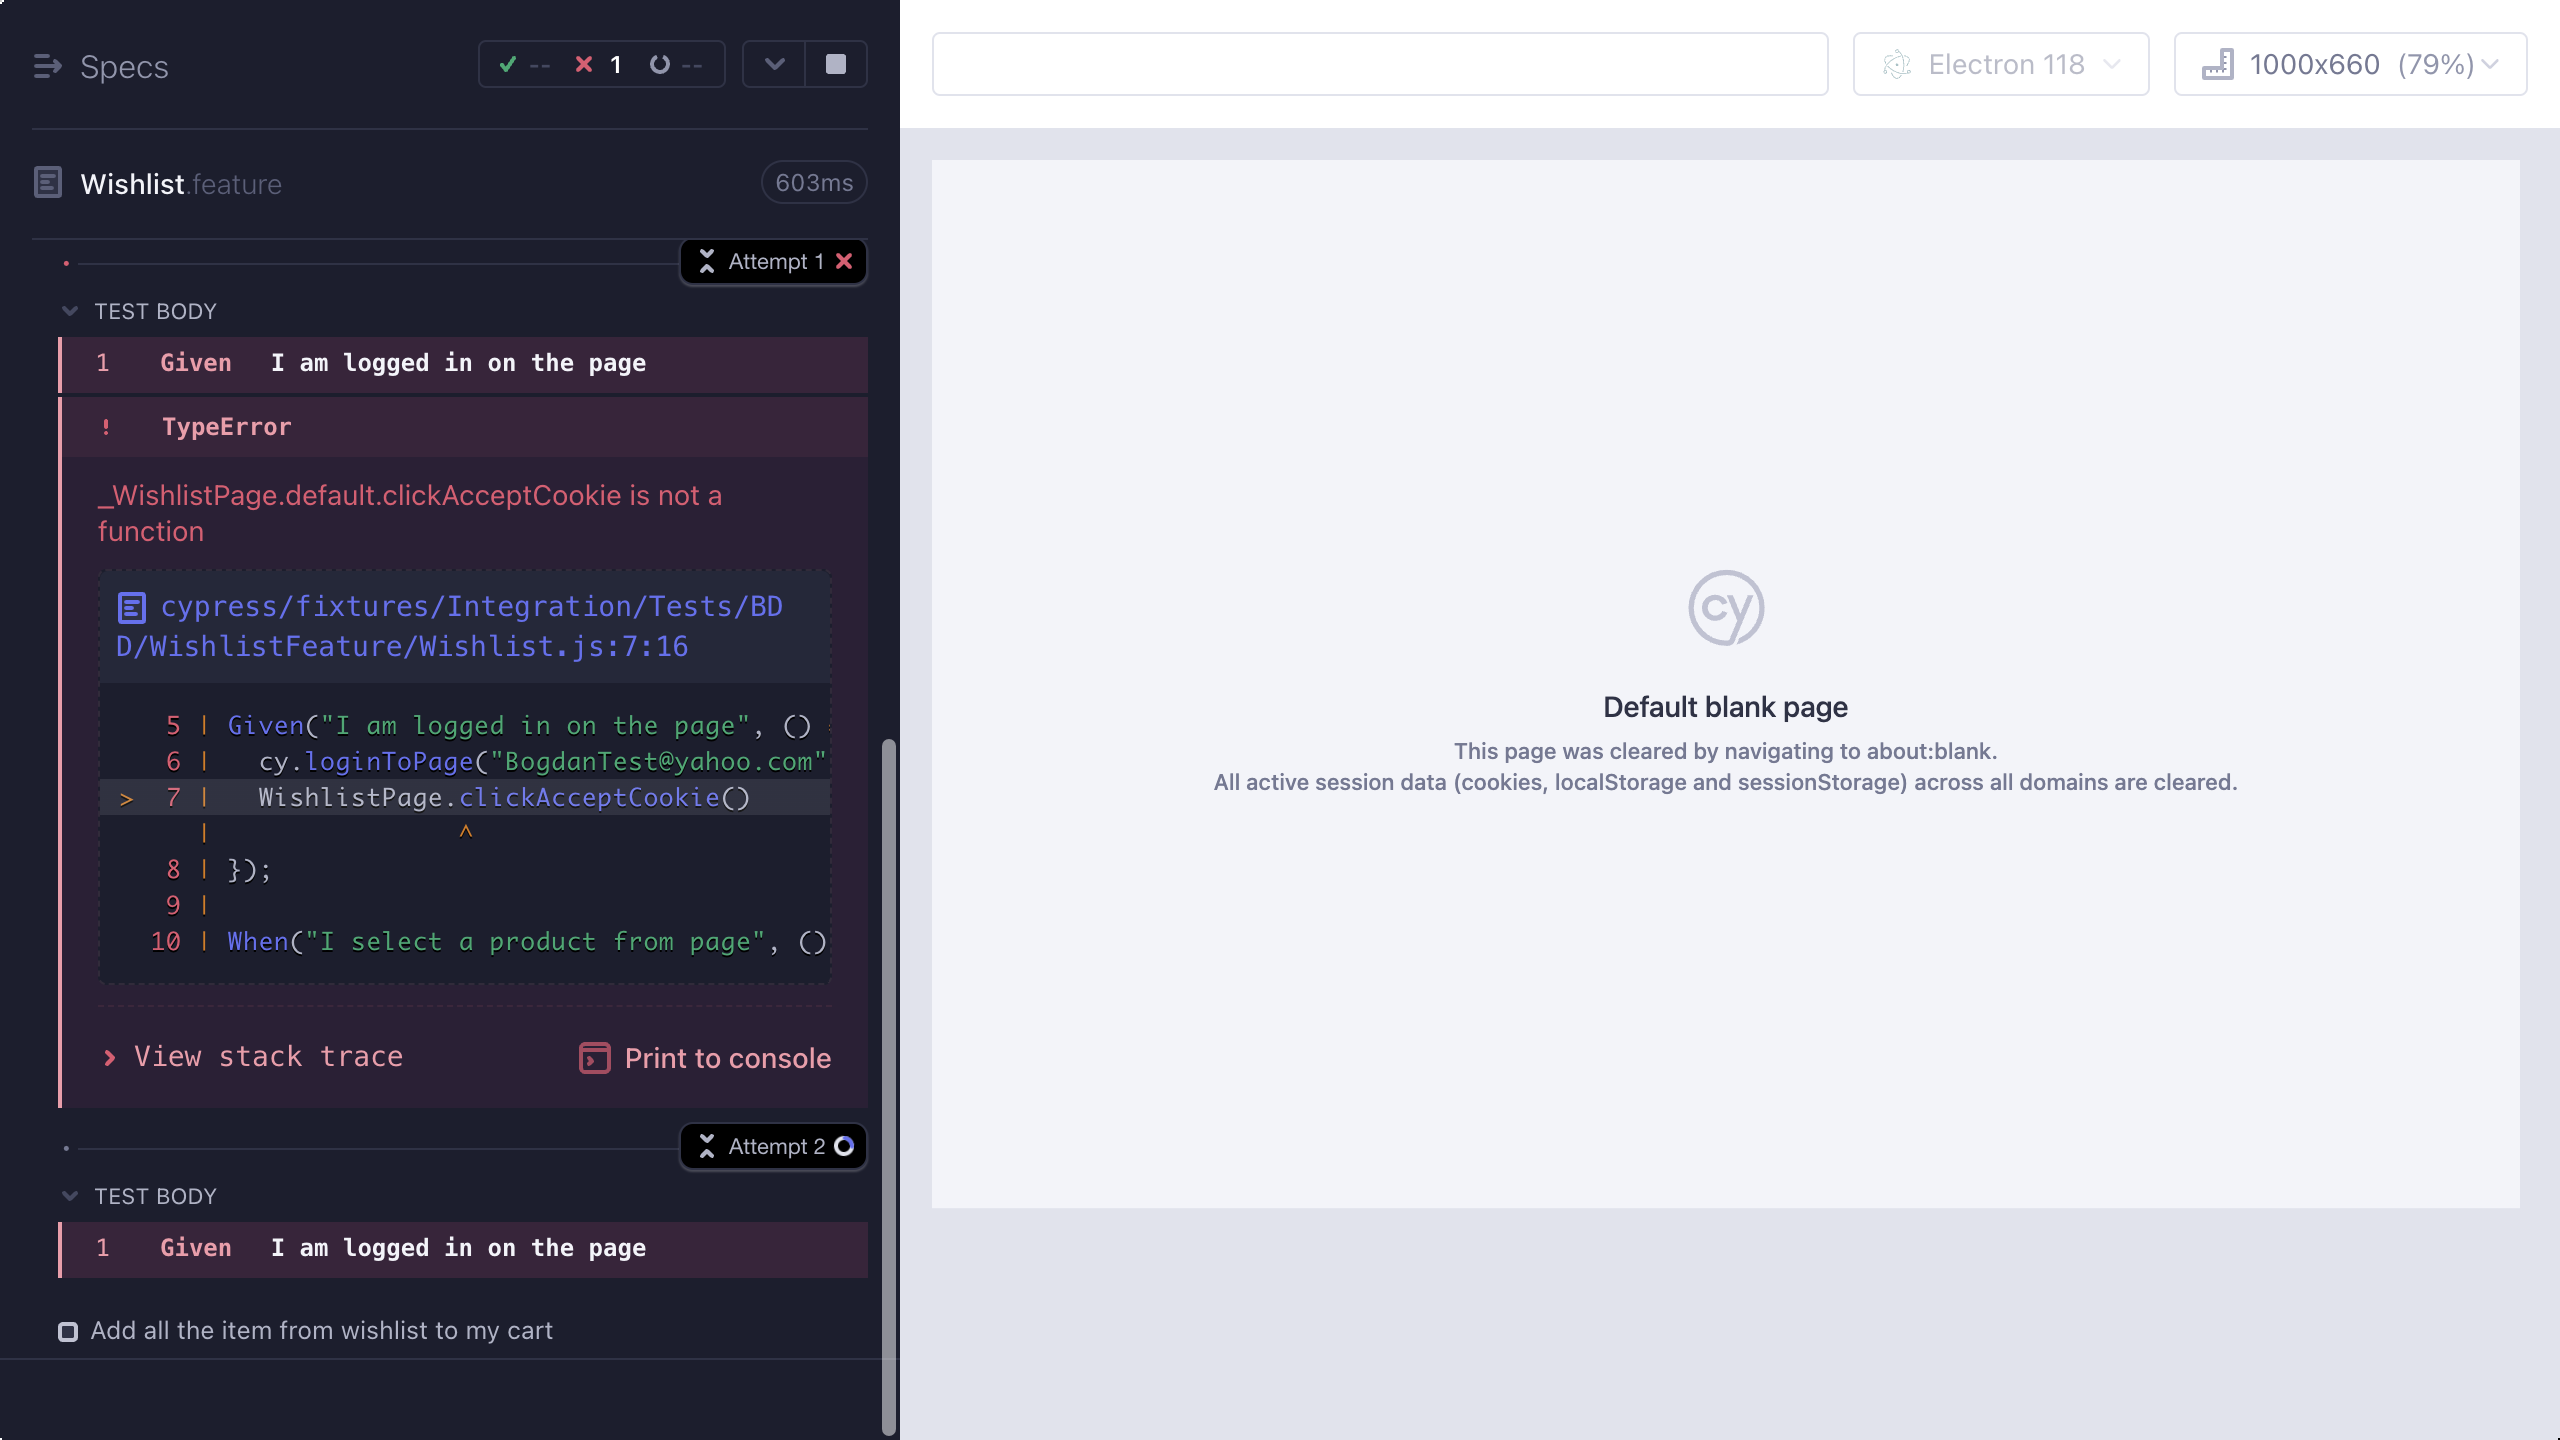 Specs
-- 1 --
Wishlist.feature
603ms
Attempt 1
TEST BODY
1 Given I am logged in on the page
! TypeError
_WishlistPage.default.clickAcceptCookie is not a
function
cypress/fixtures/Integration/Tests/BD
D/WishlistFeature/Wishlist.js:7:16
5 | Given("I am logged in on the page", ()
6 | cy.loginToPage("BogdanTest@yahoo.com"
> 7 | WishlistPage.clickAcceptCookie()
| ^
8 | });
9 |
10 | When("I select a product from page", ()
View stack trace
Print to console
Attempt 2
TEST BODY
1 Given I am logged in on the page
Add all the item from wishlist to my cart
Electron 118
1000x660 (79%)
cy
Default blank page
This page was cleared by navigating to about:blank.
All active session data (cookies, localStorage and sessionStorage) across all domains are cleared.